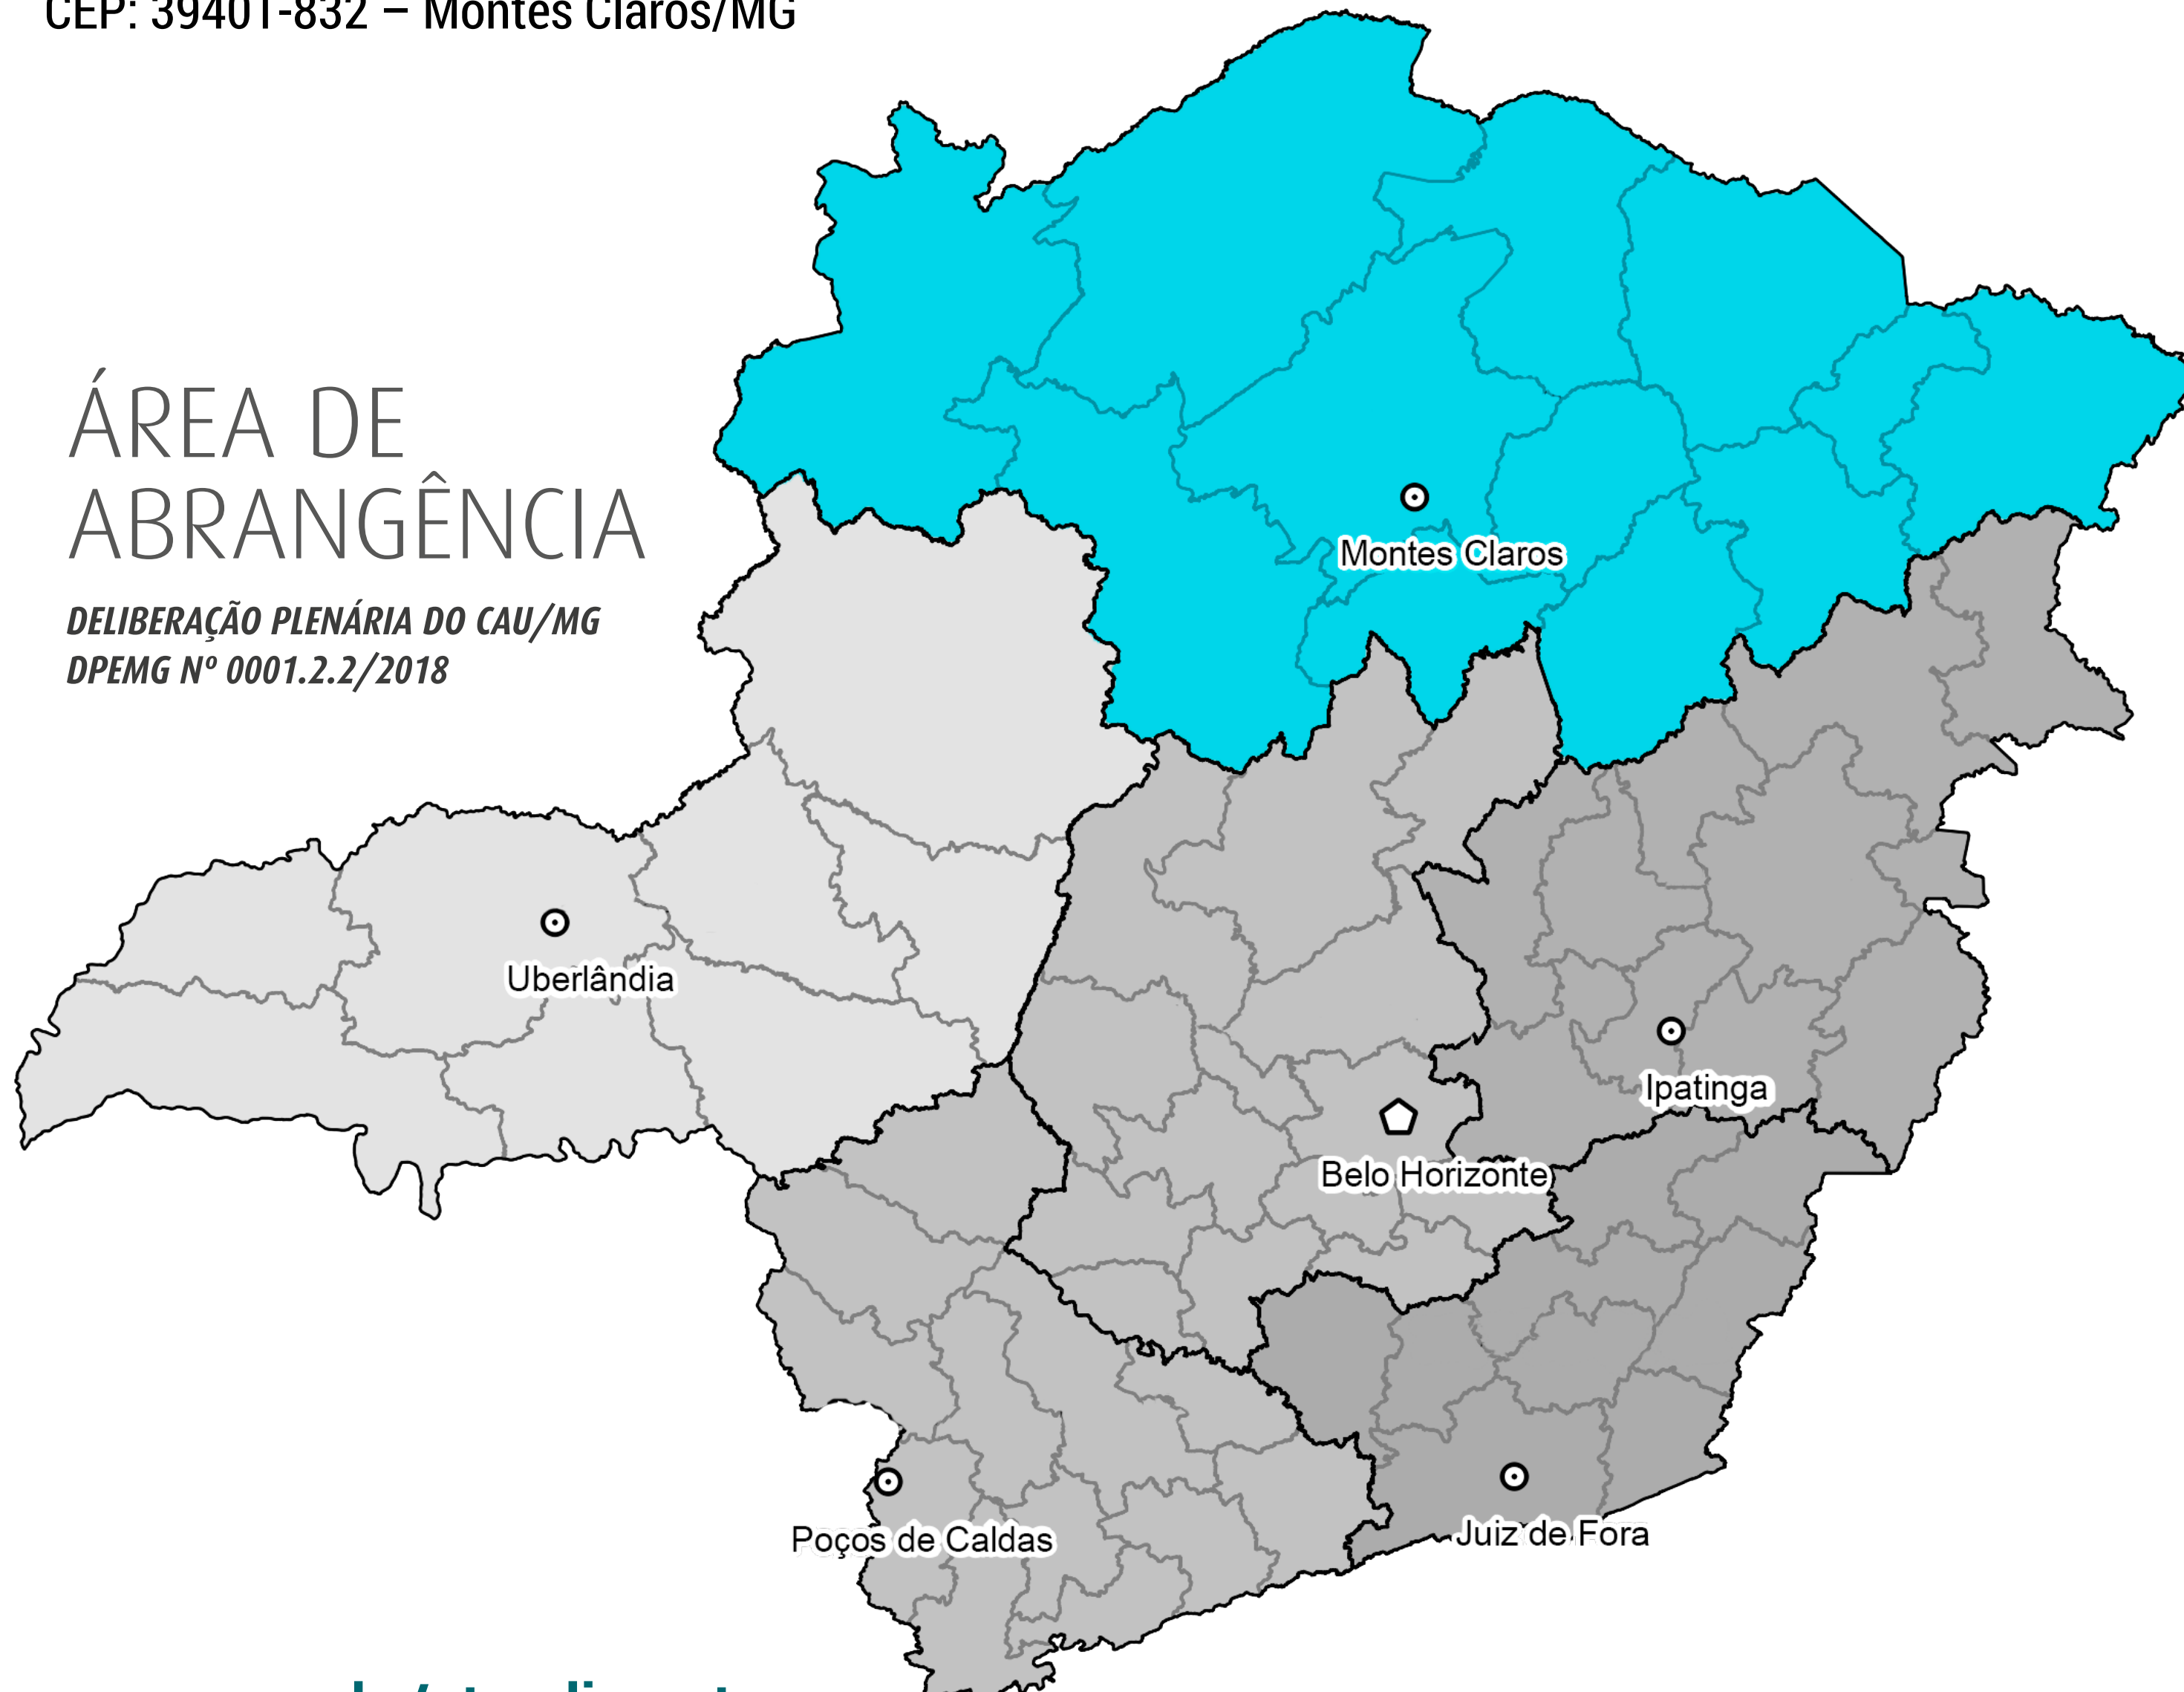 CEP: 39401-832 – Montes Claros/MG
ÁREA DE
ABRANGÊNCIA
DELIBERAÇÃO PLENÁRIA DO CAU/MG
DPEMG Nº 0001.2.2/2018
Montes Claros
Uberlândia
Ipatinga
Belo Horizonte
Poços de Caldas
Juiz de Fora